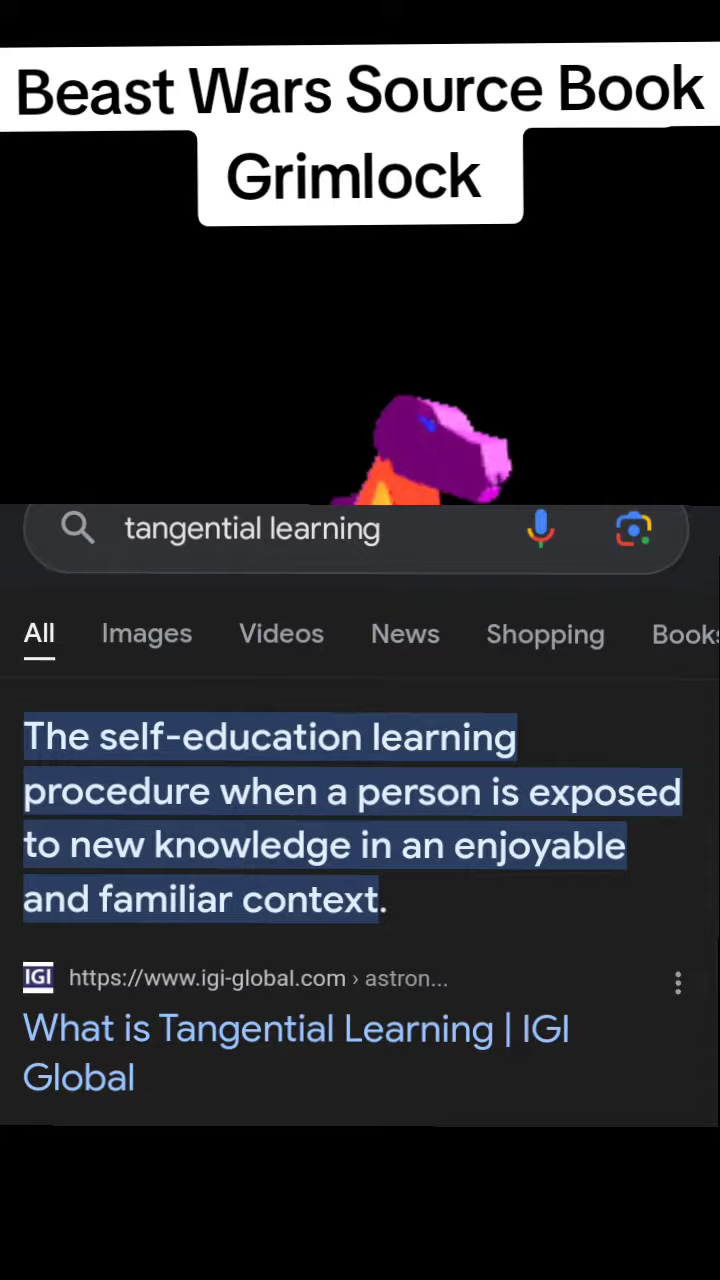 Beast Wars Source Book
Grimlock
tangential learning
All Images Videos News Shopping Books
The self-education learning
procedure when a person is exposed
to new knowledge in an enjoyable
and familiar context.
IGI https://www.igi-global.com › astron...
What is Tangential Learning | IGI
Global